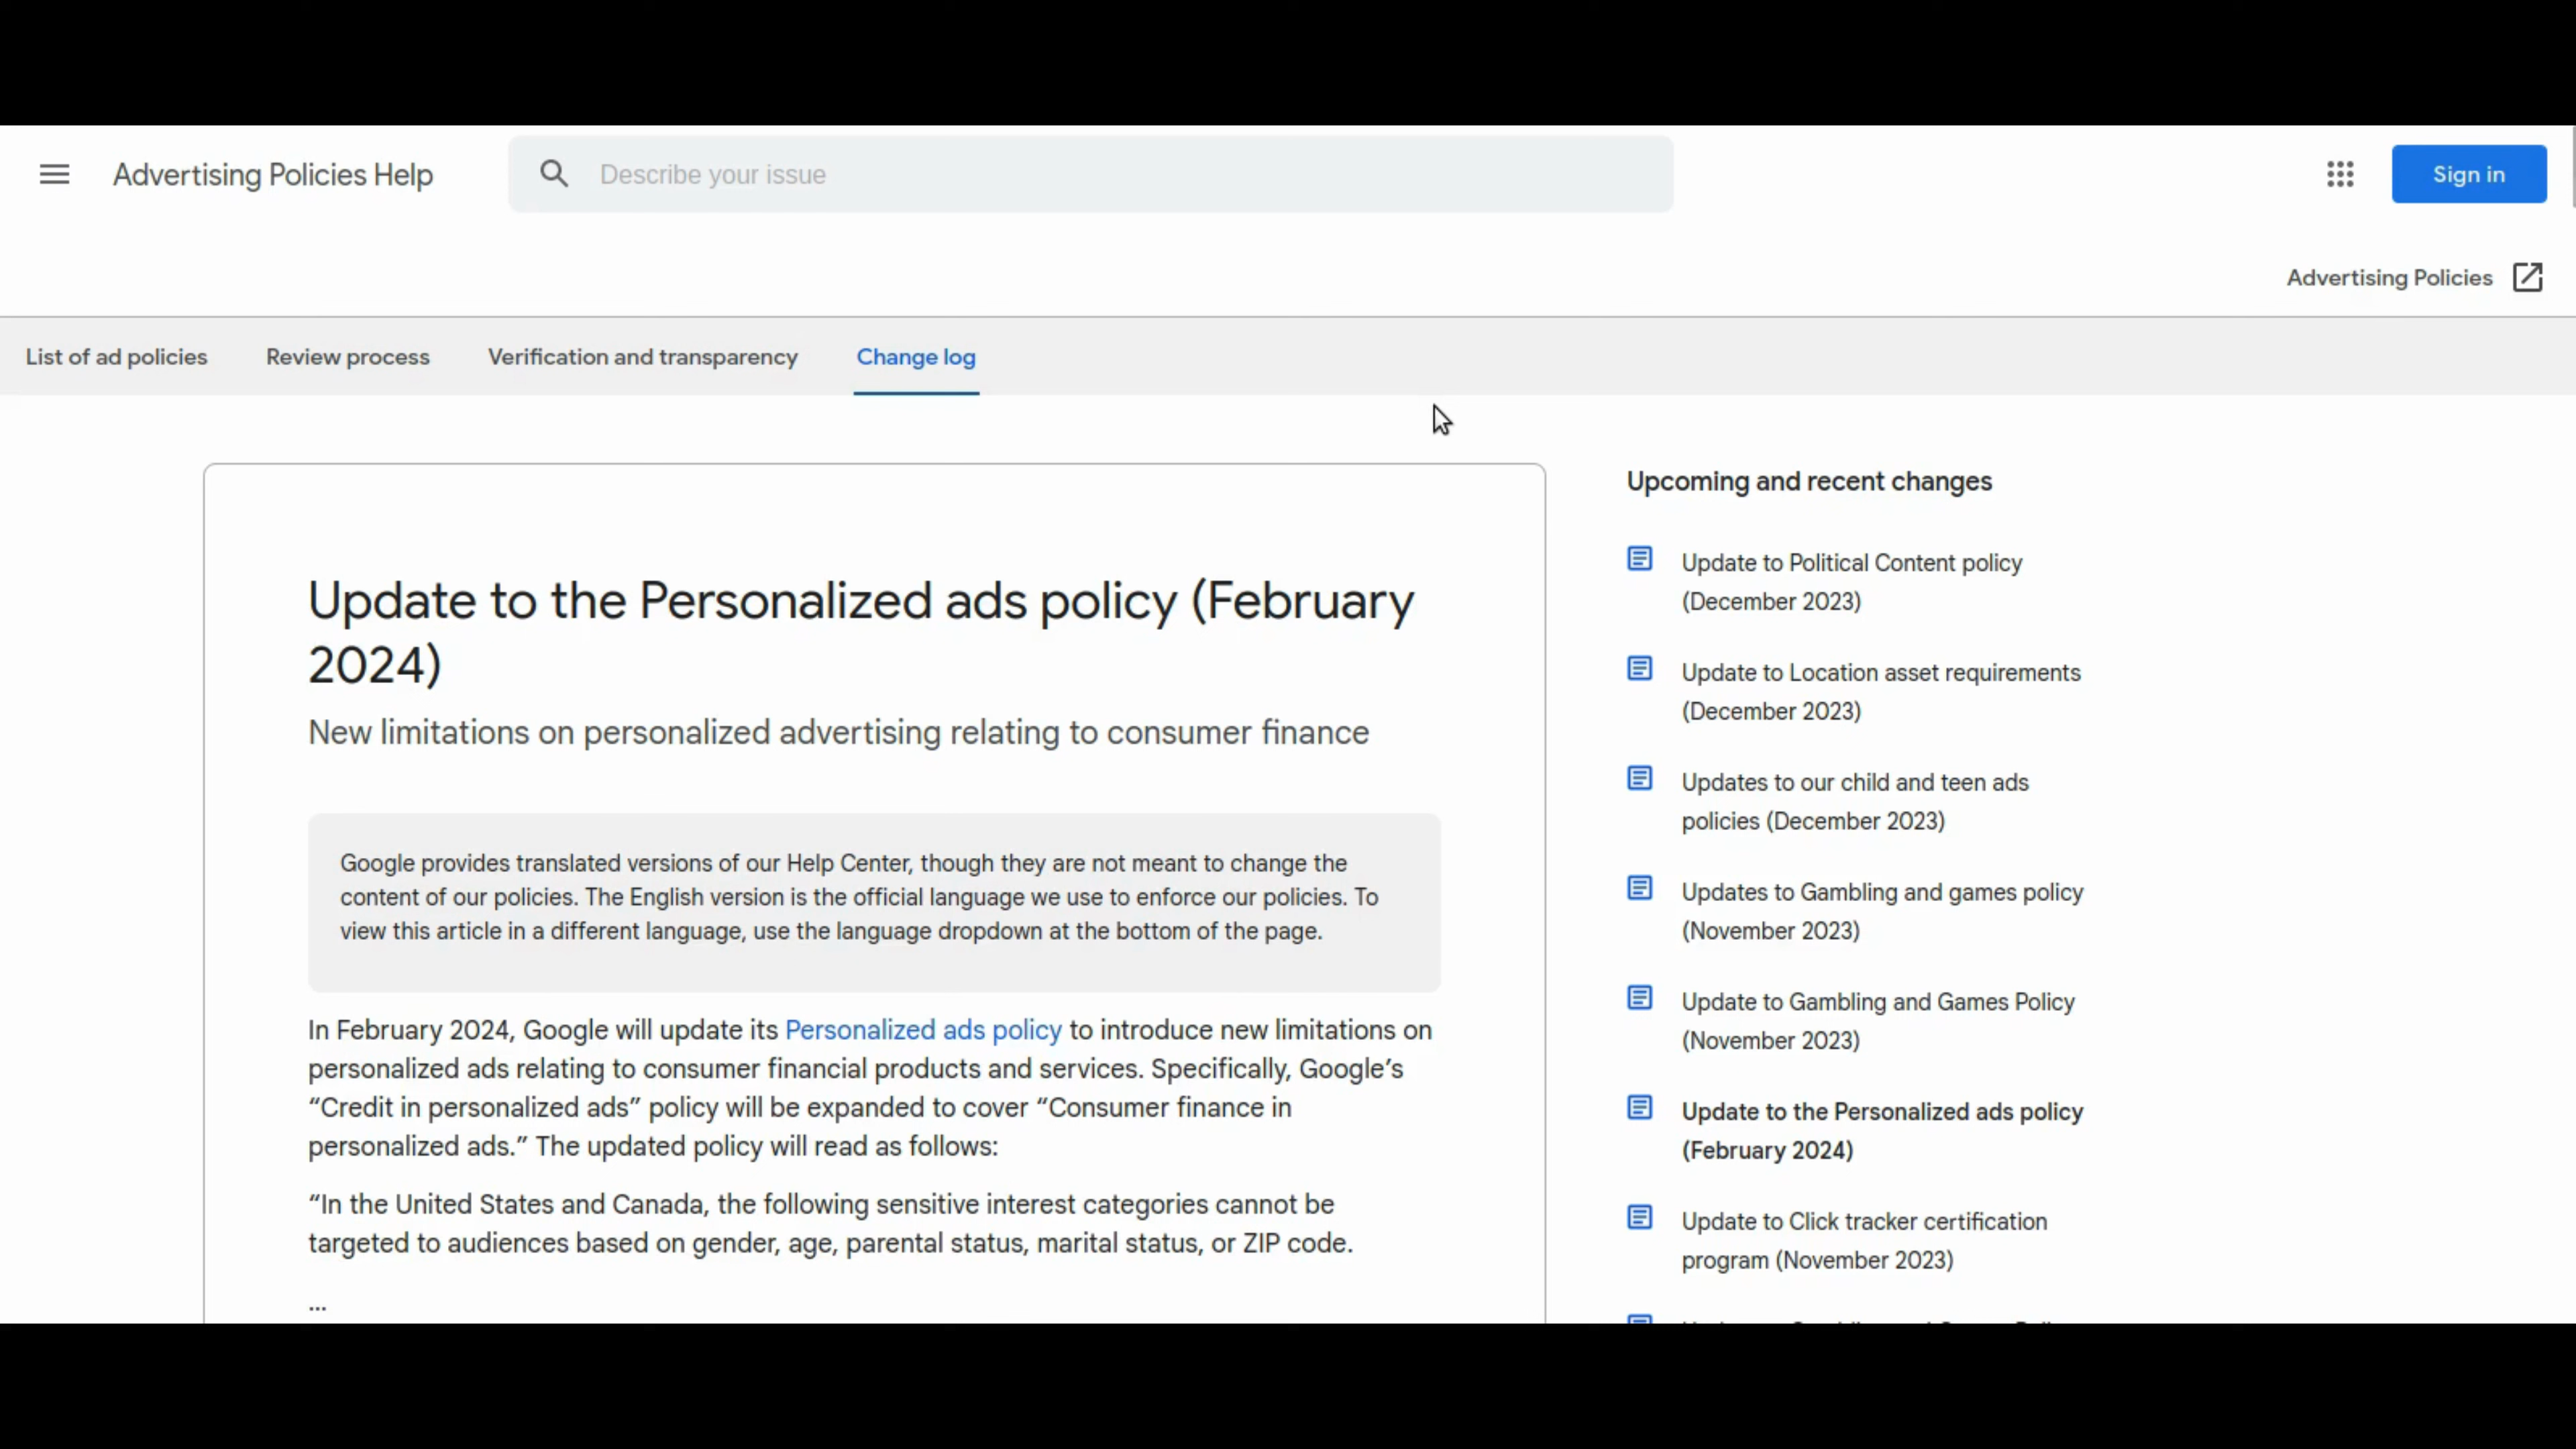 Advertising Policies Help
Describe your issue
Sign in
Advertising Policies
List of ad policies
Review process
Verification and transparency
Change log
Update to the Personalized ads policy (February
2024)
New limitations on personalized advertising relating to consumer finance
Google provides translated versions of our Help Center, though they are not meant to change the
content of our policies. The English version is the official language we use to enforce our policies. To
view this article in a different language, use the language dropdown at the bottom of the page.
In February 2024, Google will update its Personalized ads policy to introduce new limitations on
personalized ads relating to consumer financial products and services. Specifically, Google’s
“Credit in personalized ads” policy will be expanded to cover “Consumer finance in
personalized ads.” The updated policy will read as follows:
“In the United States and Canada, the following sensitive interest categories cannot be
targeted to audiences based on gender, age, parental status, marital status, or ZIP code.
...
Upcoming and recent changes
Update to Political Content policy
(December 2023)
Update to Location asset requirements
(December 2023)
Updates to our child and teen ads
policies (December 2023)
Updates to Gambling and games policy
(November 2023)
Update to Gambling and Games Policy
(November 2023)
Update to the Personalized ads policy
(February 2024)
Update to Click tracker certification
program (November 2023)